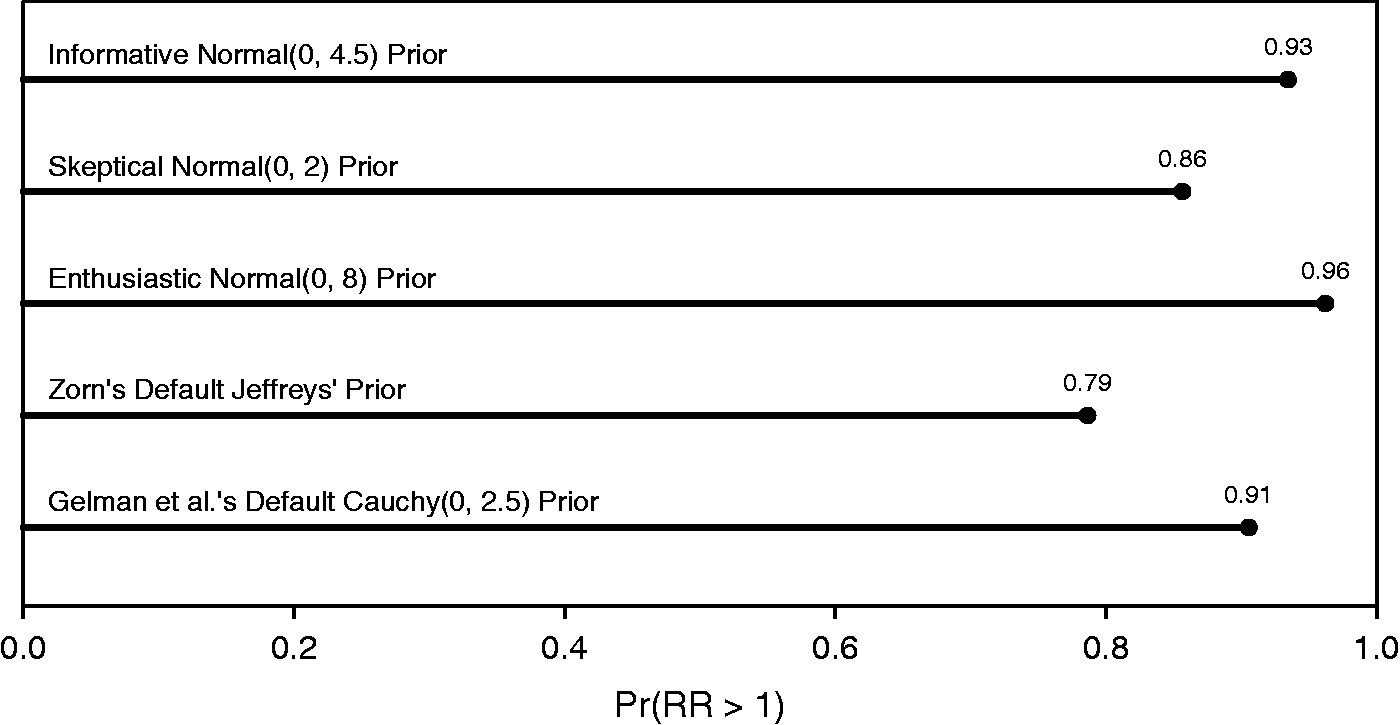 Informative Normal(0, 4.5) Prior
0.93
Skeptical Normal(0, 2) Prior
0.86
Enthusiastic Normal(0, 8) Prior
0.96
Zorn's Default Jeffreys' Prior
0.79
Gelman et al.'s Default Cauchy(0, 2.5) Prior
0.91
0.0 0.2 0.4 0.6 0.8 1.0
Pr(RR > 1)